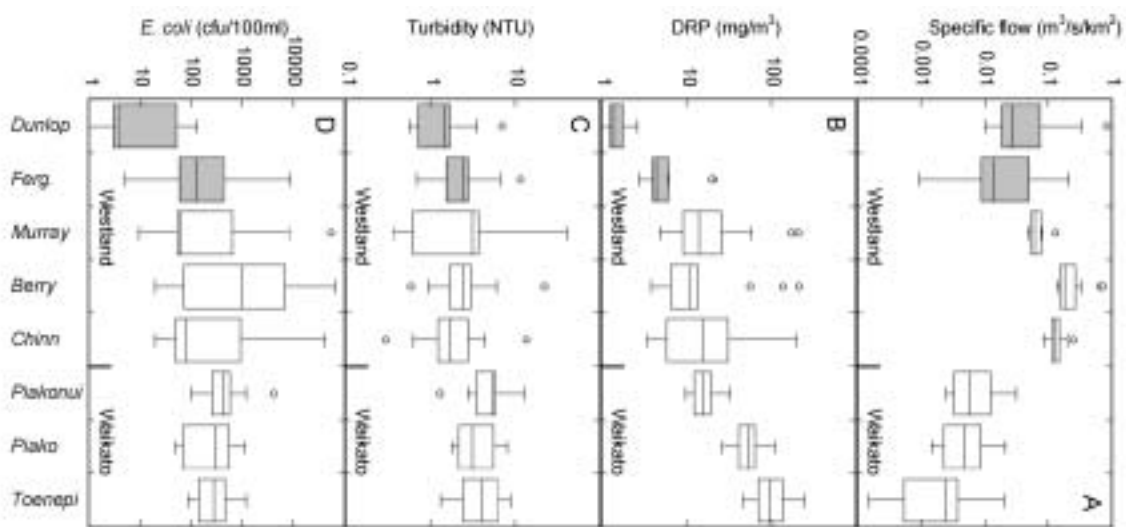 E. coli (cfu/100ml)
1
10
100
1000
10000
D
Westland
Waikato
Turbidity (NTU)
0.1
1
10
C
Westland
Waikato
DRP (mg/m³)
1
10
100
B
Westland
Waikato
Specific flow (m³/s/km²)
0.0001
0.001
0.01
0.1
1
A
Dunlop
Ferg.
Murray
Berry
Chinn
Piakonui
Piako
Toenepi